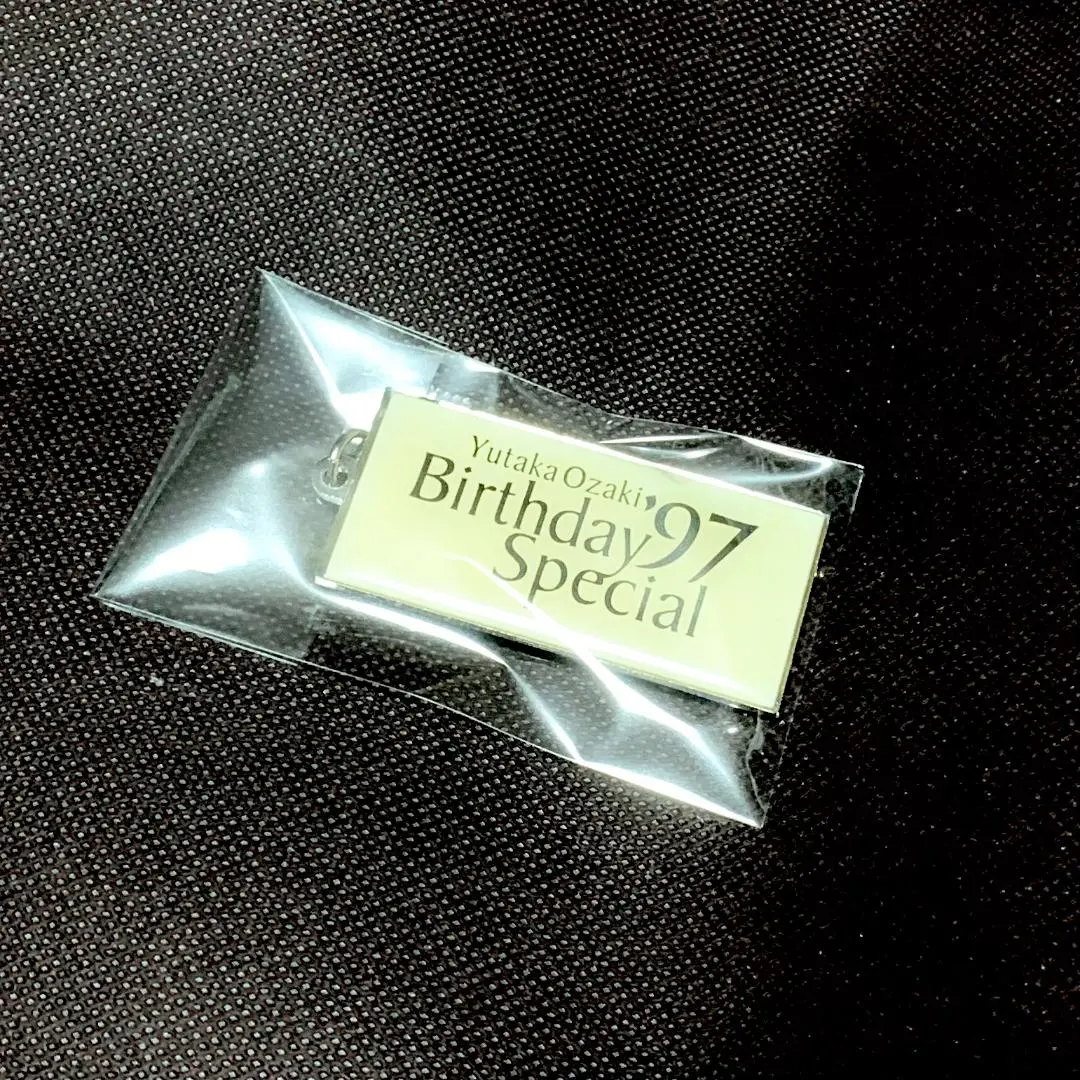 Yutaka Ozaki
Birthday '97
Special